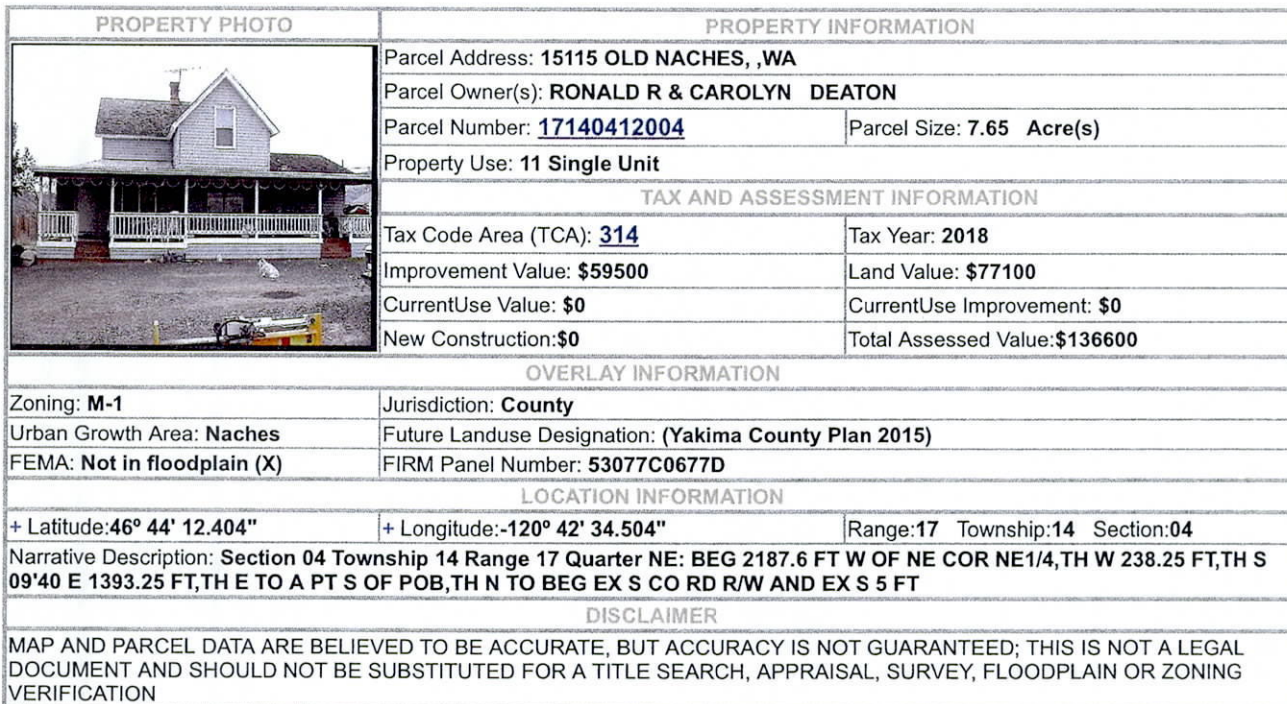 PROPERTY PHOTO
PROPERTY INFORMATION
Parcel Address: 15115 OLD NACHES, ,WA
Parcel Owner(s): RONALD R & CAROLYN DEATON
Parcel Number: 17140412004
Parcel Size: 7.65 Acre(s)
Property Use: 11 Single Unit
TAX AND ASSESSMENT INFORMATION
Tax Code Area (TCA): 314
Tax Year: 2018
Improvement Value: $59500
Land Value: $77100
CurrentUse Value: $0
CurrentUse Improvement: $0
New Construction:$0
Total Assessed Value:$136600
OVERLAY INFORMATION
Zoning: M-1
Jurisdiction: County
Urban Growth Area: Naches
Future Landuse Designation: (Yakima County Plan 2015)
FEMA: Not in floodplain (X)
FIRM Panel Number: 53077C0677D
LOCATION INFORMATION
+ Latitude:46º 44' 12.404"
+ Longitude:-120º 42' 34.504"
Range:17 Township:14 Section:04
Narrative Description: Section 04 Township 14 Range 17 Quarter NE: BEG 2187.6 FT W OF NE COR NE1/4,TH W 238.25 FT,TH S
09'40 E 1393.25 FT,TH E TO A PT S OF POB,TH N TO BEG EX S CO RD R/W AND EX S 5 FT
DISCLAIMER
MAP AND PARCEL DATA ARE BELIEVED TO BE ACCURATE, BUT ACCURACY IS NOT GUARANTEED; THIS IS NOT A LEGAL
DOCUMENT AND SHOULD NOT BE SUBSTITUTED FOR A TITLE SEARCH, APPRAISAL, SURVEY, FLOODPLAIN OR ZONING
VERIFICATION